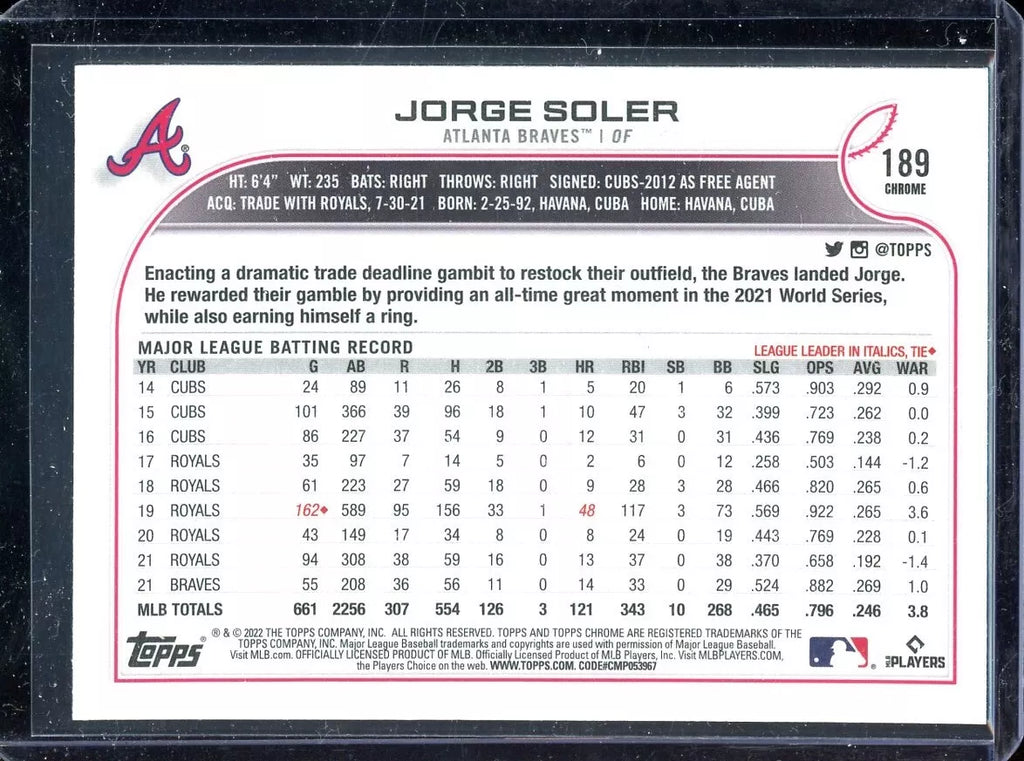 JORGE SOLER
ATLANTA BRAVES™ | OF
A®
189
CHROME
HT: 6'4" WT: 235 BATS: RIGHT THROWS: RIGHT SIGNED: CUBS-2012 AS FREE AGENT
ACQ: TRADE WITH ROYALS, 7-30-21 BORN: 2-25-92, HAVANA, CUBA HOME: HAVANA, CUBA
@TOPPS
Enacting a dramatic trade deadline gambit to restock their outfield, the Braves landed Jorge.
He rewarded their gamble by providing an all-time great moment in the 2021 World Series,
while also earning himself a ring.
MAJOR LEAGUE BATTING RECORD LEAGUE LEADER IN ITALICS, TIE◆
YR CLUB G AB R H 2B 3B HR RBI SB BB SLG OPS AVG WAR
14 CUBS 24 89 11 26 8 1 5 20 1 6 .573 .903 .292 0.9
15 CUBS 101 366 39 96 18 1 10 47 3 32 .399 .723 .262 0.0
16 CUBS 86 227 37 54 9 0 12 31 0 31 .436 .769 .238 0.2
17 ROYALS 35 97 7 14 5 0 2 6 0 12 .258 .503 .144 -1.2
18 ROYALS 61 223 27 59 18 0 9 28 3 28 .466 .820 .265 0.6
19 ROYALS 162◆ 589 95 156 33 1 48 117 3 73 .569 .922 .265 3.6
20 ROYALS 43 149 17 34 8 0 8 24 0 19 .443 .769 .228 0.1
21 ROYALS 94 308 38 59 16 0 13 37 0 38 .370 .658 .192 -1.4
21 BRAVES 55 208 36 56 11 0 14 33 0 29 .524 .882 .269 1.0
MLB TOTALS 661 2256 307 554 126 3 121 343 10 268 .465 .796 .246 3.8
topps®
® & © 2022 THE TOPPS COMPANY, INC. ALL RIGHTS RESERVED. TOPPS AND TOPPS CHROME ARE REGISTERED TRADEMARKS OF THE
TOPPS COMPANY, INC. Major League Baseball trademarks and copyrights are used with permission of Major League Baseball.
Visit MLB.com. OFFICIALLY LICENSED PRODUCT OF MLB. Officially Licensed Product of MLB Players, Inc. Visit MLBPLAYERS.COM,
the Players Choice on the web. WWW.TOPPS.COM. CODE#CMP053967
®
MLB PLAYERS